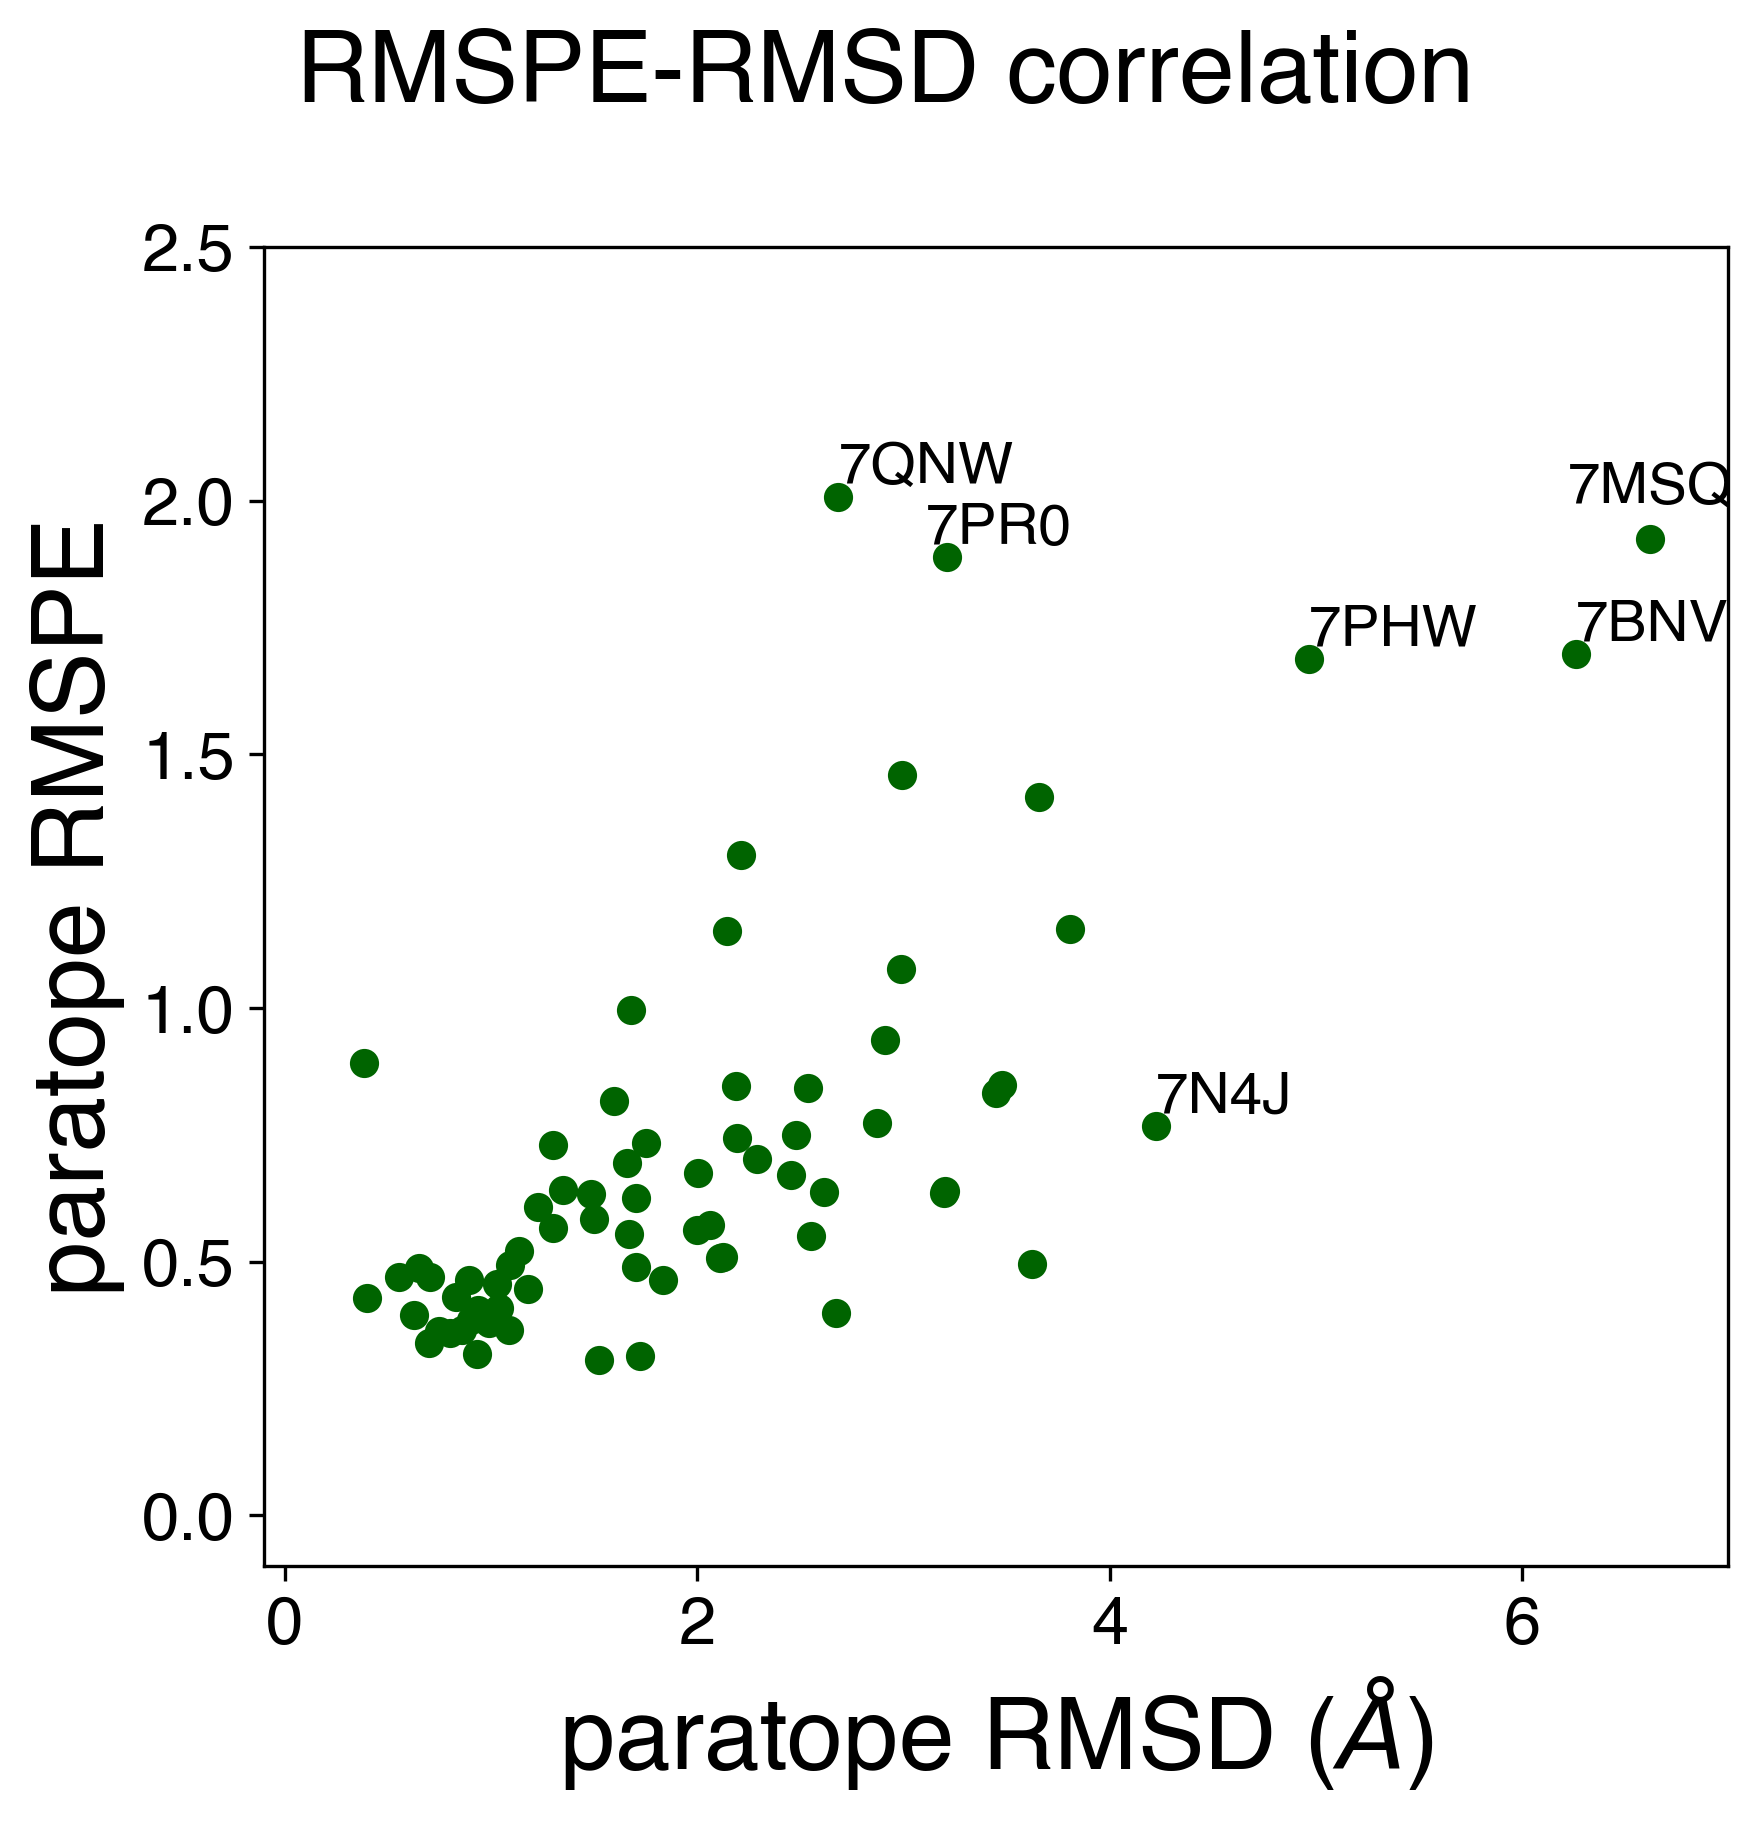 RMSPE-RMSD correlation
2.5
2.0
1.5
1.0
0.5
0.0
paratope RMSPE
7QNW
7PR0
7MSQ
7BNV
7PHW
7N4J
0 2 4 6
paratope RMSD (Å)